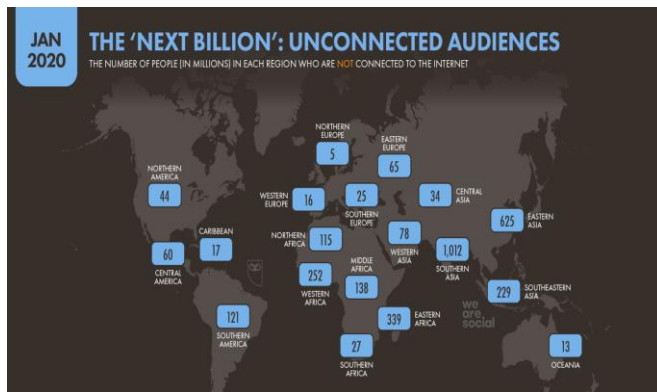 JAN
2020
THE 'NEXT BILLION': UNCONNECTED AUDIENCES
THE NUMBER OF PEOPLE (IN MILLIONS) IN EACH REGION WHO ARE NOT CONNECTED TO THE INTERNET
NORTHERN
EUROPE
5
EASTERN
EUROPE
65
NORTHERN
AMERICA
44
WESTERN
EUROPE
16
25
SOUTHERN
EUROPE
34
CENTRAL
ASIA
625
EASTERN
ASIA
CARIBBEAN
17
60
CENTRAL
AMERICA
NORTHERN
AFRICA
115
78
WESTERN
ASIA
1,012
SOUTHERN
ASIA
252
WESTERN
AFRICA
MIDDLE
AFRICA
138
229
SOUTHEASTERN
ASIA
121
SOUTHERN
AMERICA
339
EASTERN
AFRICA
we
are.
social
27
SOUTHERN
AFRICA
13
OCEANIA